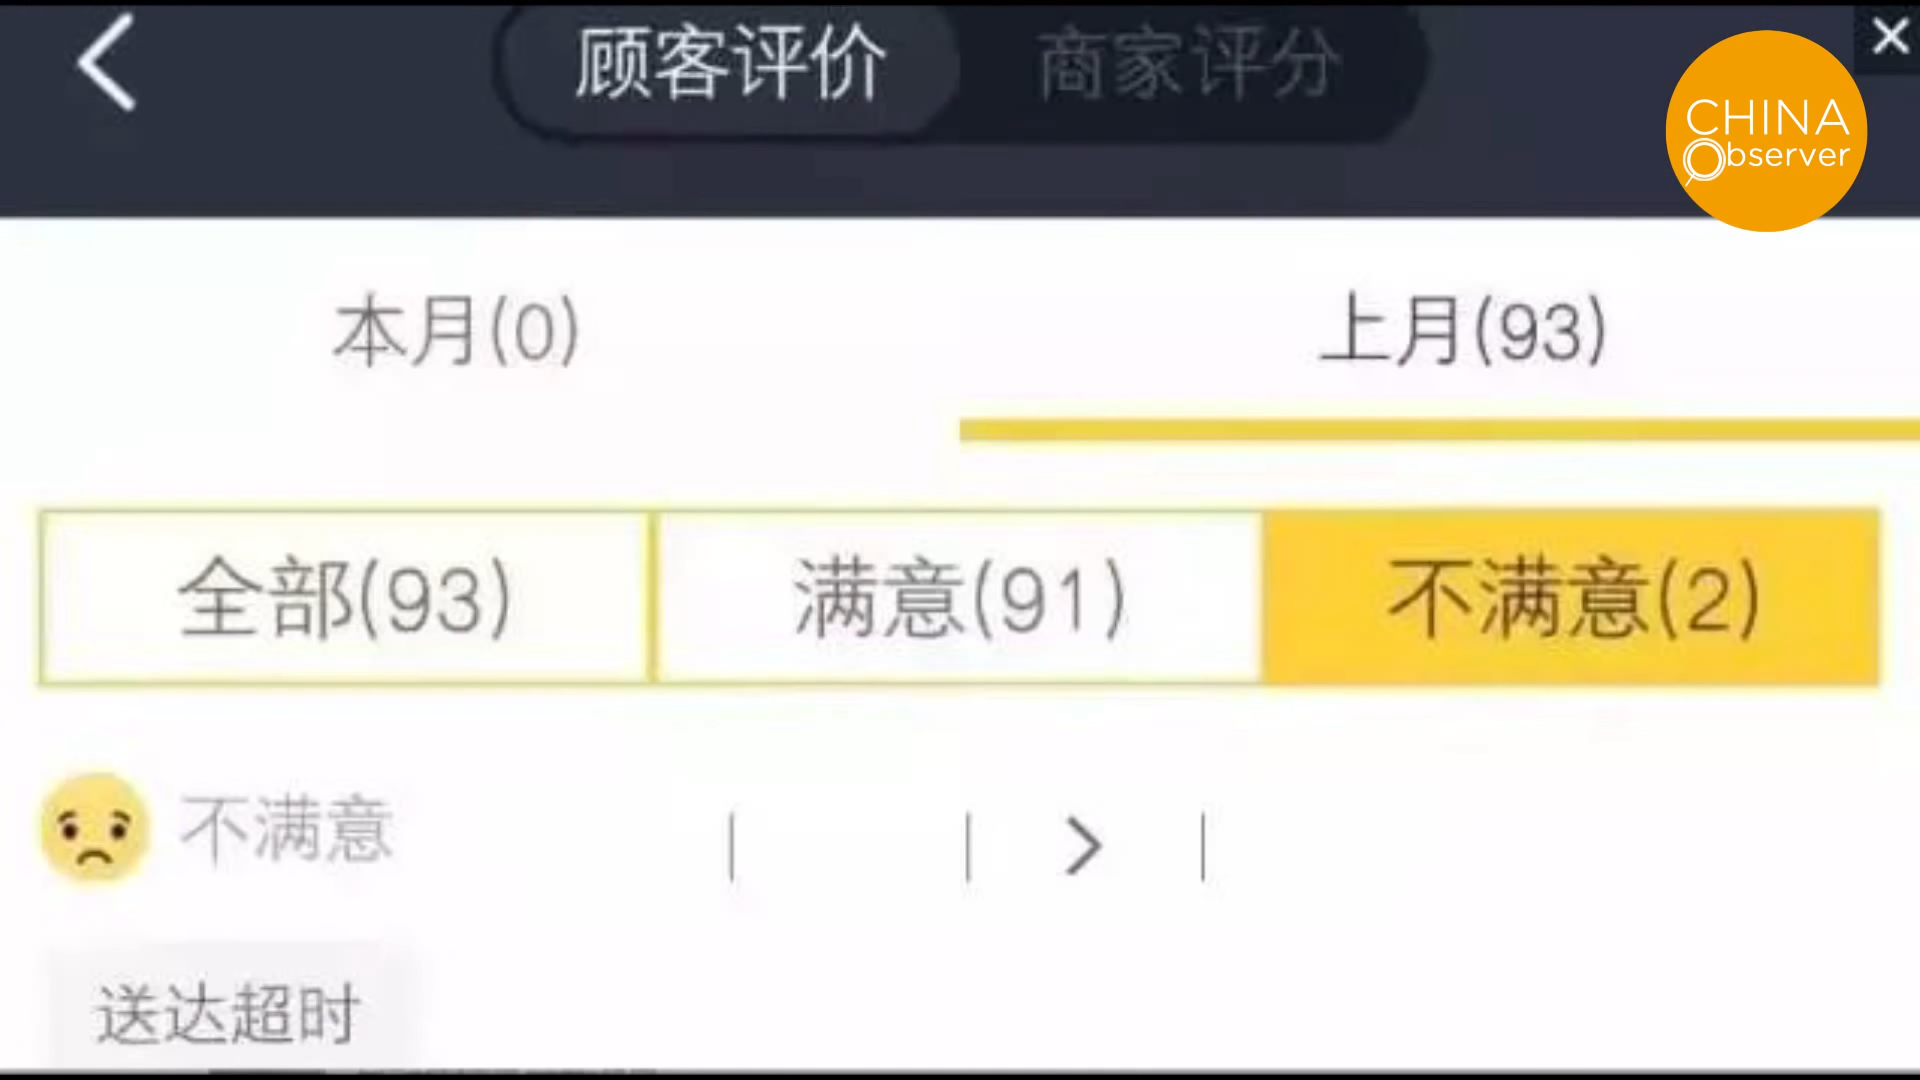 顾客评价 商家评分
CHINA
Observer
本月(0) 上月(93)
全部(93) 满意(91) 不满意(2)
不满意
送达超时